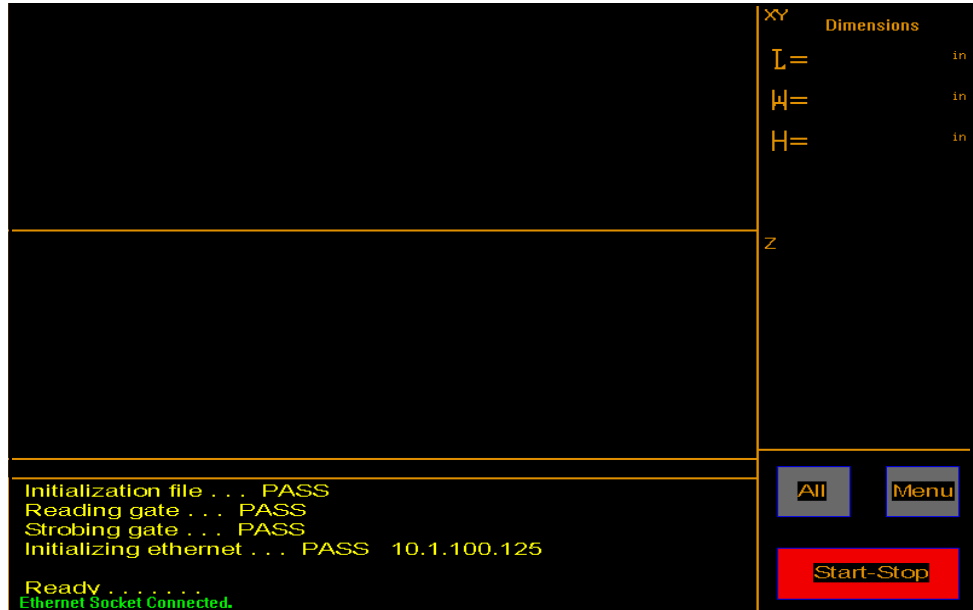 XY
Dimensions
L= in
W= in
H= in
Z
Initialization file . . . PASS
Reading gate . . . PASS
Strobing gate . . . PASS
Initializing ethernet . . . PASS 10.1.100.125
Ready . . . . . . .
Ethernet Socket Connected.
All
Menu
Start-Stop